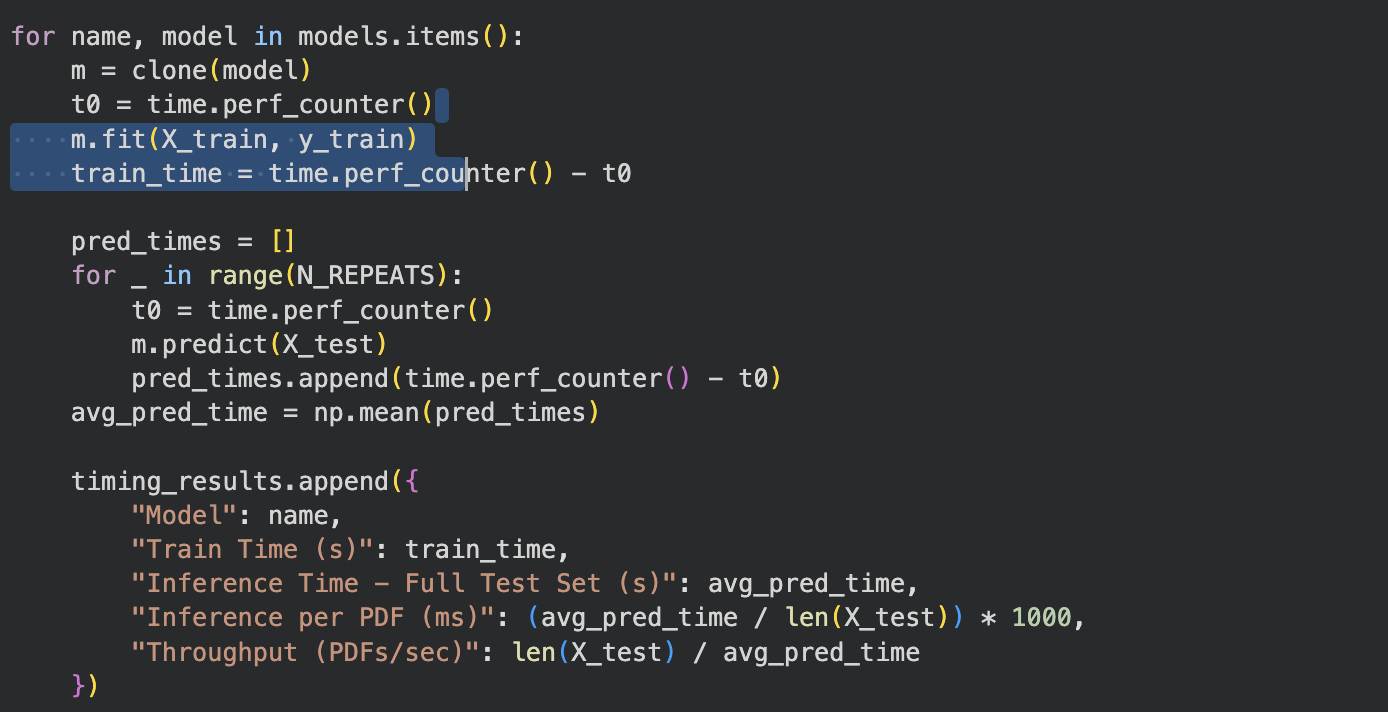 for name, model in models.items():
    m = clone(model)
    t0 = time.perf_counter()
    m.fit(X_train, y_train)
    train_time = time.perf_counter() - t0

    pred_times = []
    for _ in range(N_REPEATS):
        t0 = time.perf_counter()
        m.predict(X_test)
        pred_times.append(time.perf_counter() - t0)
    avg_pred_time = np.mean(pred_times)

    timing_results.append({
        "Model": name,
        "Train Time (s)": train_time,
        "Inference Time – Full Test Set (s)": avg_pred_time,
        "Inference per PDF (ms)": (avg_pred_time / len(X_test)) * 1000,
        "Throughput (PDFs/sec)": len(X_test) / avg_pred_time
    })